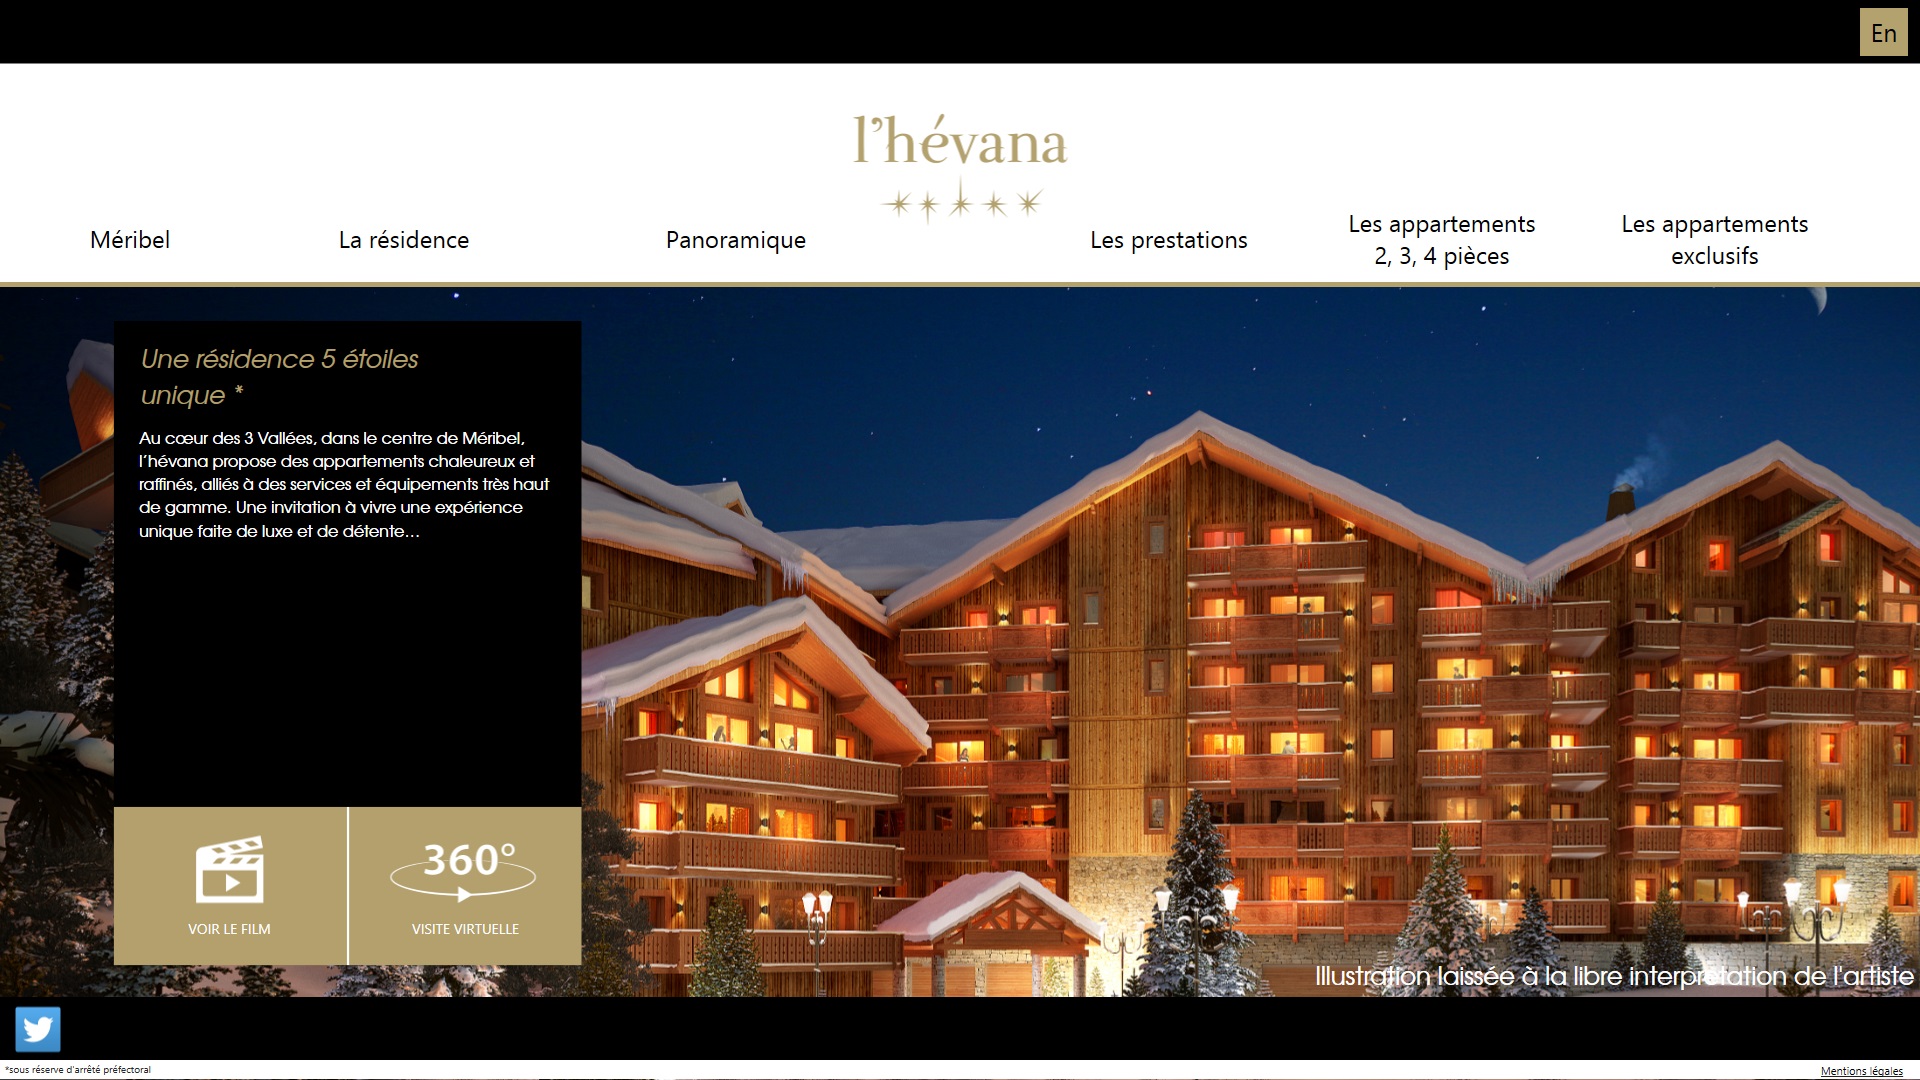 En
l'hévana
Méribel
La résidence
Panoramique
Les prestations
Les appartements
2, 3, 4 pièces
Les appartements
exclusifs
Une résidence 5 étoiles
unique *
Au cœur des 3 Vallées, dans le centre de Méribel,
l'hévana propose des appartements chaleureux et
raffinés, alliés à des services et équipements très haut
de gamme. Une invitation à vivre une expérience
unique faite de luxe et de détente...
360°
VOIR LE FILM
VISITE VIRTUELLE
Illustration laissée à la libre interprétation de l'artiste
*sous réserve d'arrêté préfectoral
Mentions légales